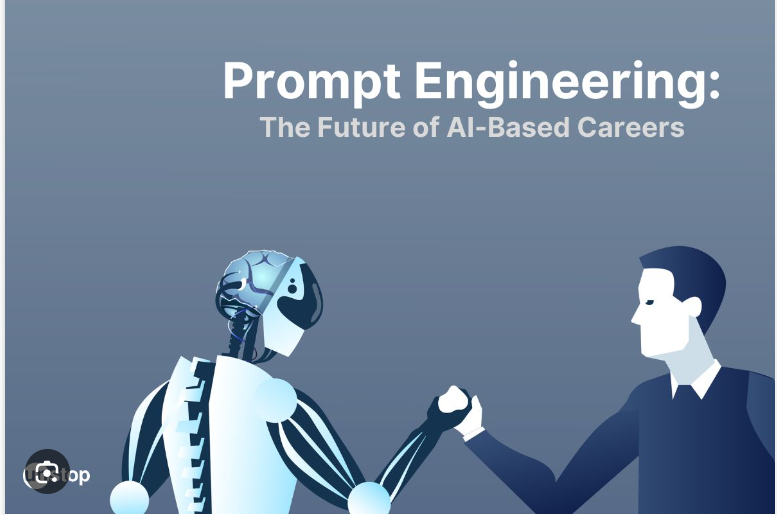 Prompt Engineering:
The Future of AI-Based Careers